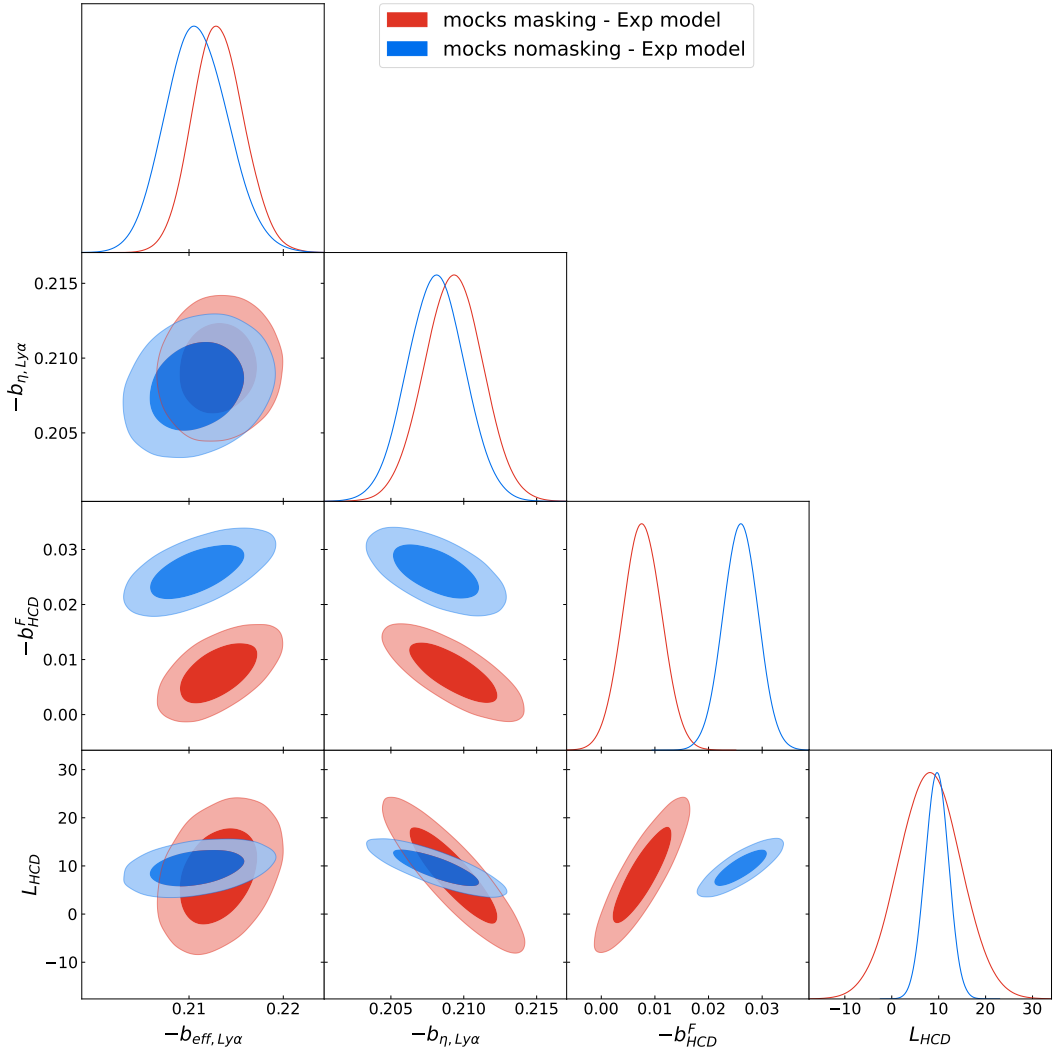 mocks masking - Exp model
mocks nomasking - Exp model
0.215
0.210
0.205
−b_{η,Lyα}
0.03
0.02
0.01
0.00
−b^F_{HCD}
30
20
10
0
−10
L_{HCD}
0.21 0.22
0.205 0.210 0.215
0.00 0.01 0.02 0.03
−10 0 10 20 30
−b_{eff,Lyα}
−b_{η,Lyα}
−b^F_{HCD}
L_{HCD}